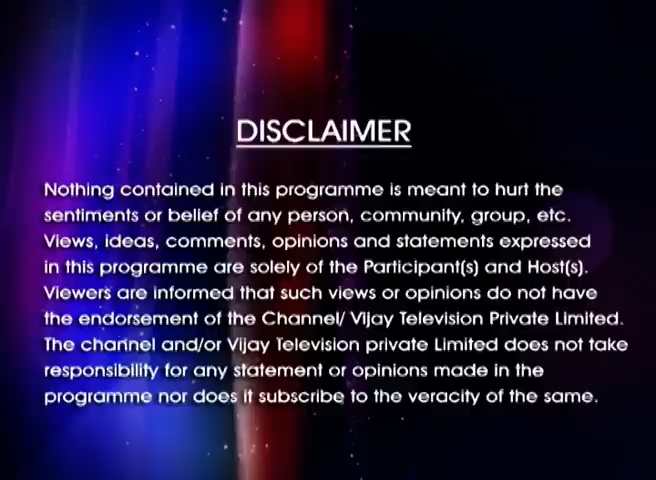 DISCLAIMER
Nothing contained in this programme is meant to hurt the
sentiments or belief of any person, community, group, etc.
Views, ideas, comments, opinions and statements expressed
in this programme are solely of the Participant(s) and Host(s).
Viewers are informed that such views or opinions do not have
the endorsement of the Channel/ Vijay Television Private Limited.
The channel and/or Vijay Television private Limited does not take
responsibility for any statement or opinions made in the
programme nor does it subscribe to the veracity of the same.